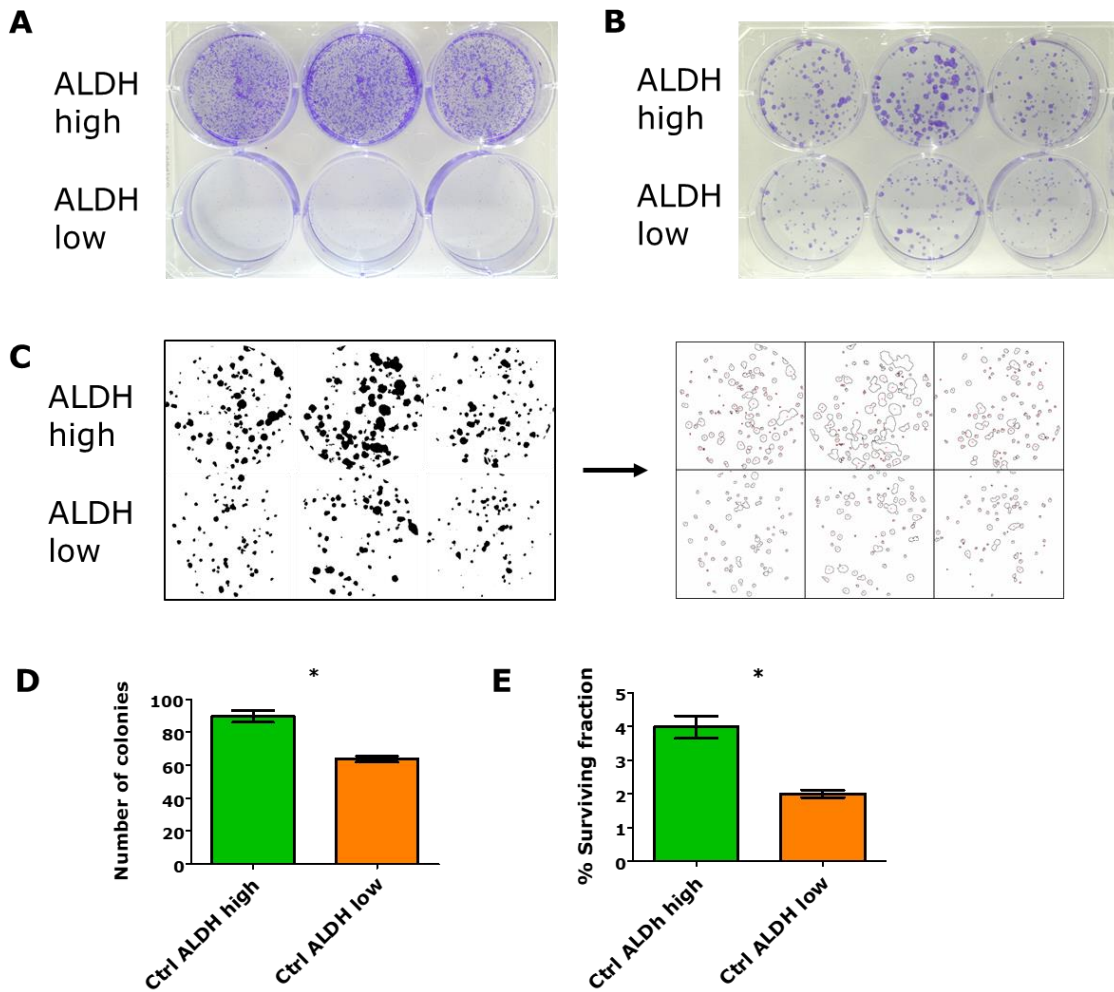 A
ALDH
high
ALDH
low
B
ALDH
high
ALDH
low
C
ALDH
high
ALDH
low
D
*
Number of colonies
100
80
60
40
20
0
Ctrl ALDH high
Ctrl ALDH low
E
*
% Surviving fraction
5
4
3
2
1
0
Ctrl ALDh high
Ctrl ALDH low